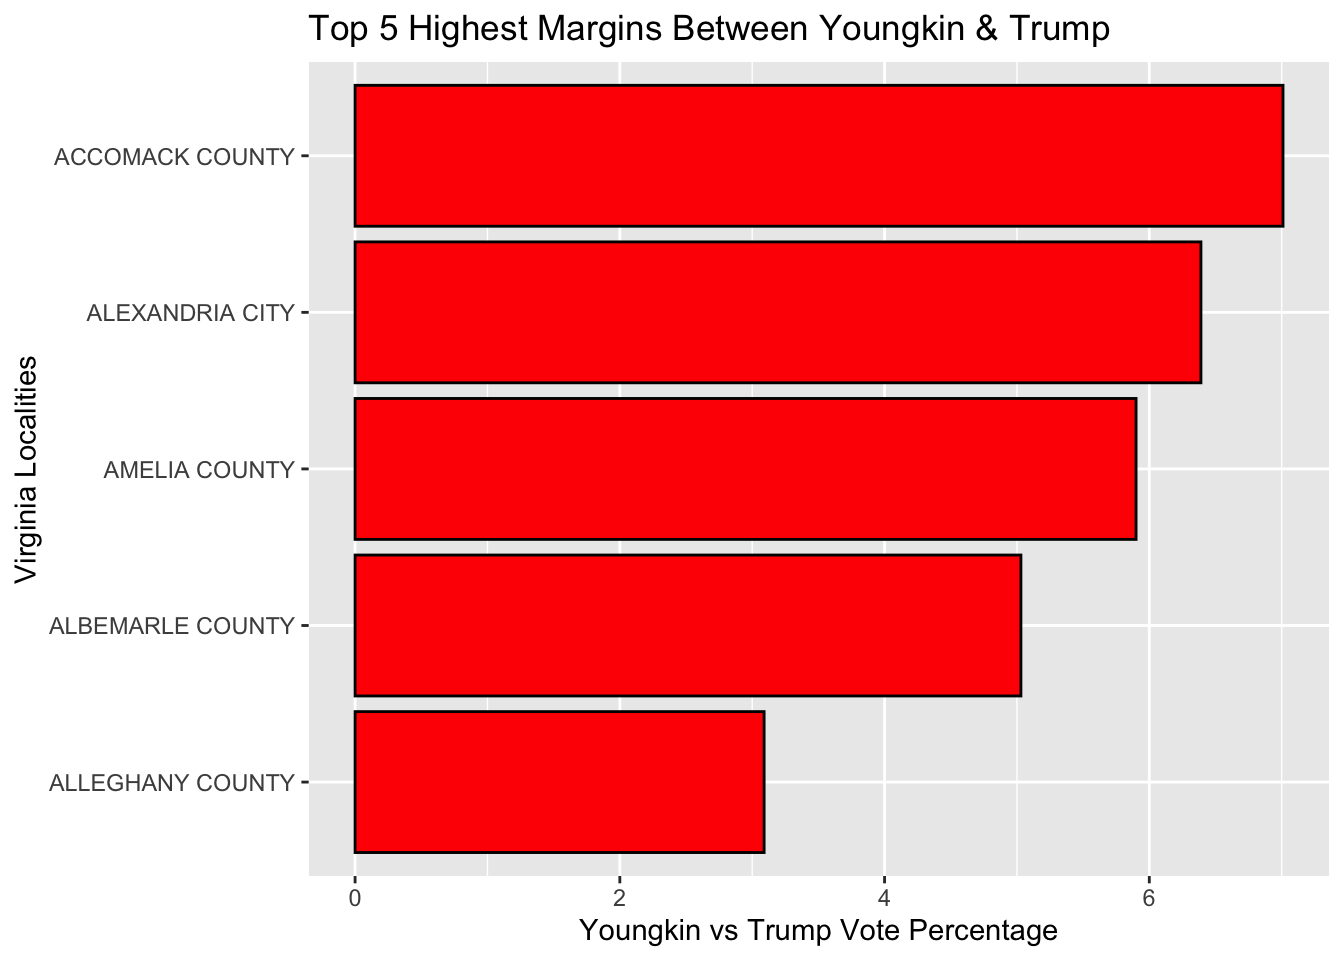 Top 5 Highest Margins Between Youngkin & Trump
Virginia Localities
ACCOMACK COUNTY
ALEXANDRIA CITY
AMELIA COUNTY
ALBEMARLE COUNTY
ALLEGHANY COUNTY
0 2 4 6
Youngkin vs Trump Vote Percentage